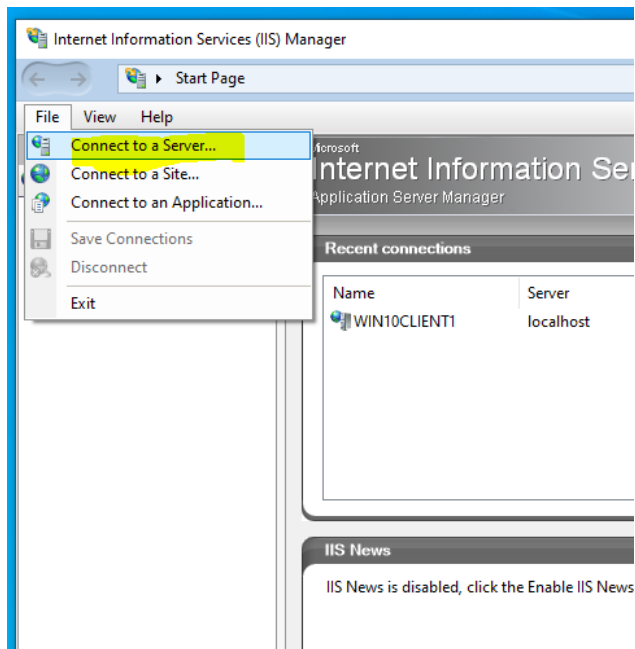 Internet Information Services (IIS) Manager
Start Page
File View Help
Connect to a Server...
Connect to a Site...
Connect to an Application...
Save Connections
Disconnect
Exit
Microsoft
Internet Information Se
Application Server Manager
Recent connections
Name Server
WIN10CLIENT1 localhost
IIS News
IIS News is disabled, click the Enable IIS News